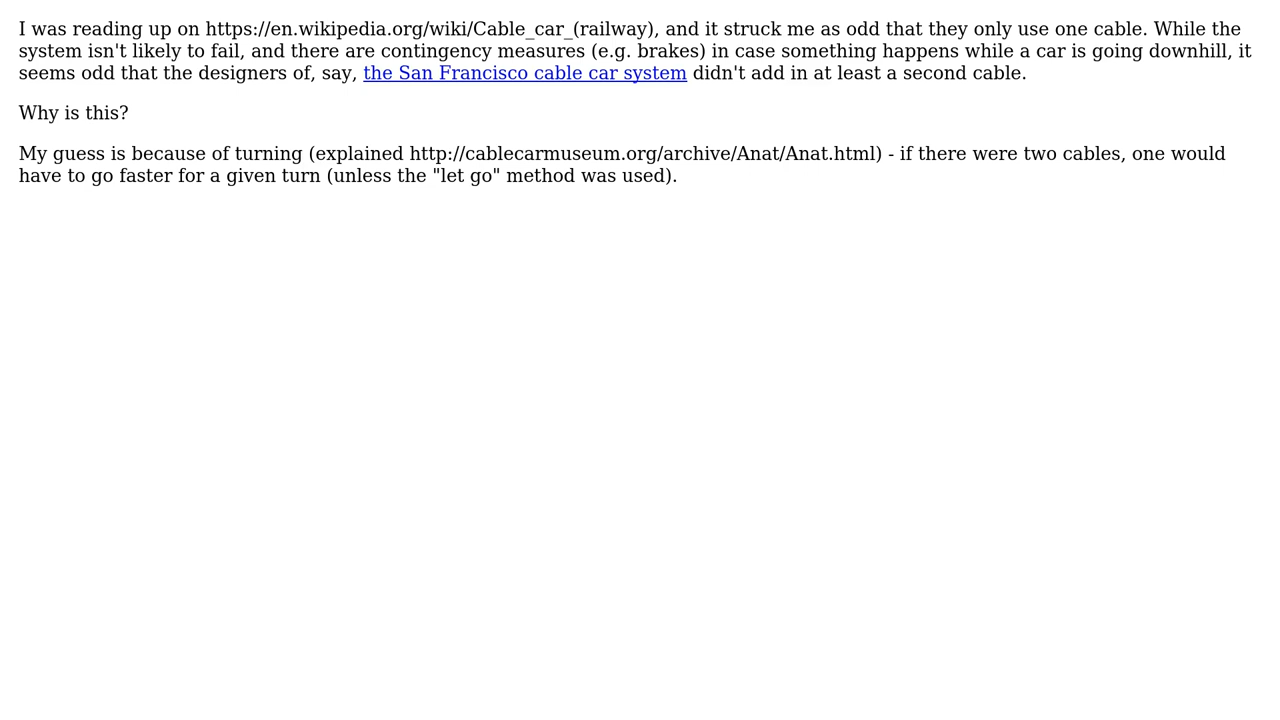 I was reading up on https://en.wikipedia.org/wiki/Cable_car_(railway), and it struck me as odd that they only use one cable. While the
system isn't likely to fail, and there are contingency measures (e.g. brakes) in case something happens while a car is going downhill, it
seems odd that the designers of, say, the San Francisco cable car system didn't add in at least a second cable.
Why is this?
My guess is because of turning (explained http://cablecarmuseum.org/archive/Anat/Anat.html) - if there were two cables, one would
have to go faster for a given turn (unless the "let go" method was used).